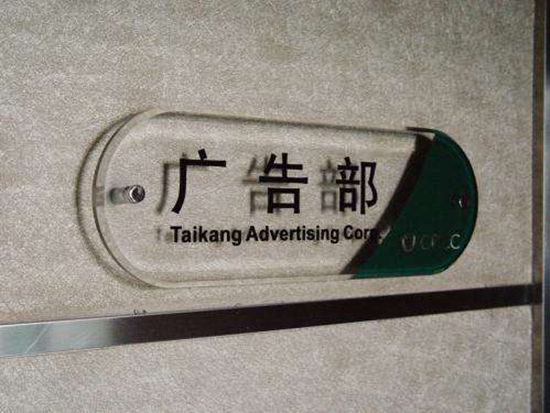 广告部
Taikang Advertising Corp.